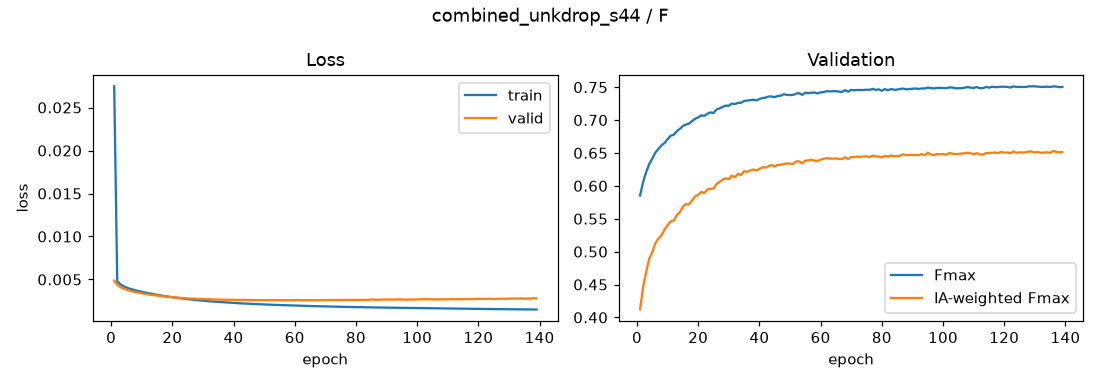 combined_unkdrop_s44 / F
Loss
loss
0.025
0.020
0.015
0.010
0.005
train
valid
0 20 40 60 80 100 120 140
epoch
Validation
0.75
0.70
0.65
0.60
0.55
0.50
0.45
0.40
Fmax
IA-weighted Fmax
0 20 40 60 80 100 120 140
epoch